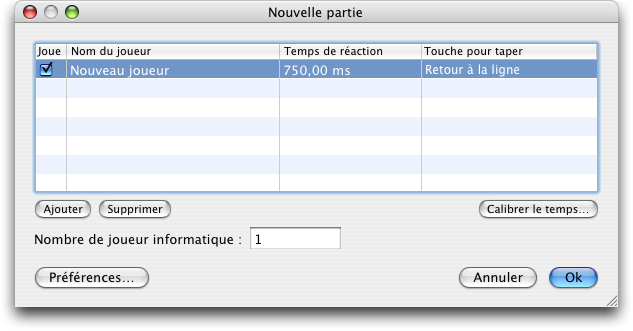 Nouvelle partie
Joue Nom du joueur Temps de réaction Touche pour taper
Nouveau joueur 750,00 ms Retour à la ligne
Ajouter Supprimer Calibrer le temps...
Nombre de joueur informatique : 1
Préférences... Annuler Ok